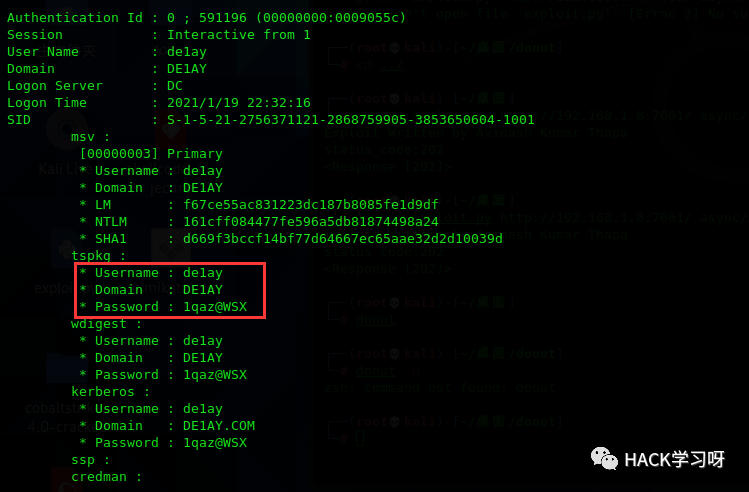 Authentication Id : 0 ; 591196 (00000000:0009055c)
Session           : Interactive from 1
User Name         : de1ay
Domain            : DE1AY
Logon Server      : DC
Logon Time        : 2021/1/19 22:32:16
SID               : S-1-5-21-2756371121-2868759905-3853650604-1001
        msv :
         [00000003] Primary
         * Username : de1ay
         * Domain   : DE1AY
         * LM       : f67ce55ac831223dc187b8085fe1d9df
         * NTLM     : 161cff084477fe596a5db81874498a24
         * SHA1     : d669f3bccf14bf77d64667ec65aae32d2d10039d
        tspkg :
         * Username : de1ay
         * Domain   : DE1AY
         * Password : 1qaz@WSX
        wdigest :
         * Username : de1ay
         * Domain   : DE1AY
         * Password : 1qaz@WSX
        kerberos :
         * Username : de1ay
         * Domain   : DE1AY.COM
         * Password : 1qaz@WSX
        ssp :
        credman :
HACK学习呀